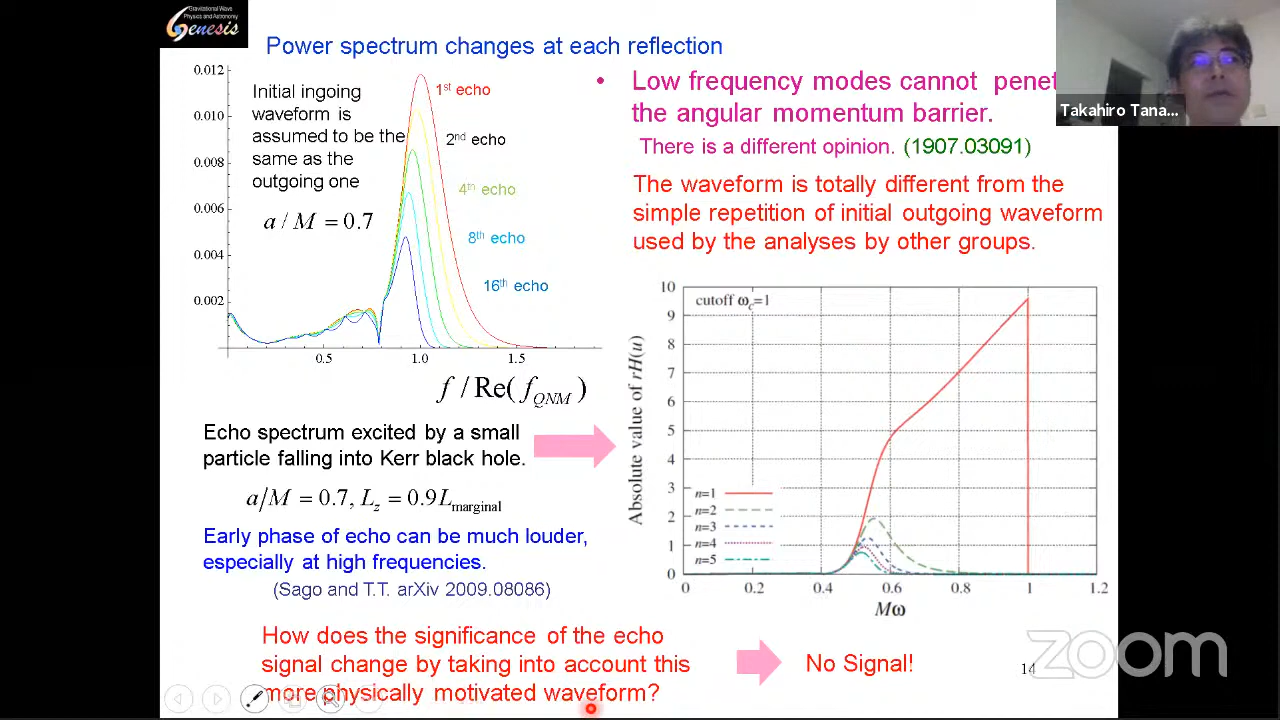 Gravitational Wave
Physics and Astronomy
Genesis
Power spectrum changes at each reflection
0.012
0.010
0.008
0.006
0.004
0.002
0.5
1.0
1.5
Initial ingoing
waveform is
assumed to be the
same as the
outgoing one
a / M = 0.7
1st echo
2nd echo
4th echo
8th echo
16th echo
f / Re( fQNM )
Echo spectrum excited by a small
particle falling into Kerr black hole.
a/M = 0.7, Lz = 0.9Lmarginal
Early phase of echo can be much louder,
especially at high frequencies.
(Sago and T.T. arXiv 2009.08086)
• Low frequency modes cannot penet
the angular momentum barrier.
There is a different opinion. (1907.03091)
The waveform is totally different from the
simple repetition of initial outgoing waveform
used by the analyses by other groups.
Takahiro Tana...
cutoff ωc=1
Absolute value of rH(u)
10
9
8
7
6
5
4
3
2
1
0
n=1
n=2
n=3
n=4
n=5
0 0.2 0.4 0.6 0.8 1 1.2
Mω
How does the significance of the echo
signal change by taking into account this
more physically motivated waveform?
No Signal!
14
zoom